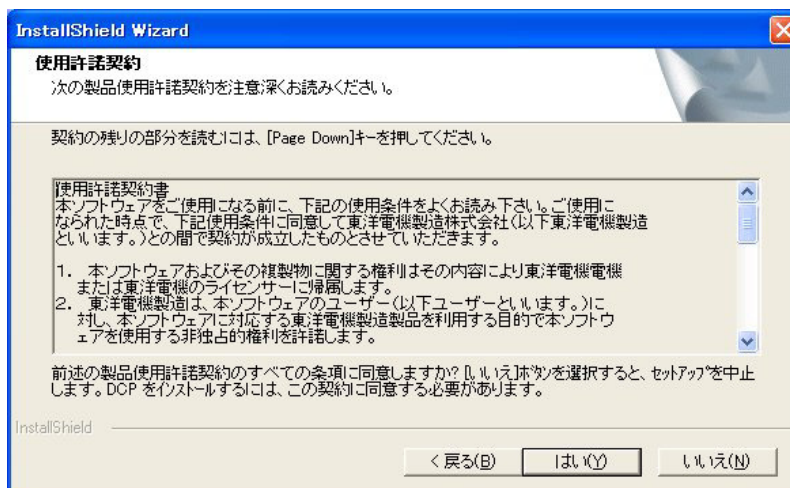 InstallShield Wizard
使用許諾契約
次の製品使用許諾契約を注意深くお読みください。
契約の残りの部分を読むには、[Page Down]キーを押してください。
使用許諾契約書
本ソフトウェアをご使用になる前に、下記の使用条件をよくお読み下さい。ご使用に
なられた時点で、下記使用条件に同意して東洋電機製造株式会社(以下東洋電機製造
といいます。)との間で契約が成立したものとさせていただきます。
1. 本ソフトウェアおよびその複製物に関する権利はその内容により東洋電機電機
または東洋電機のライセンサーに帰属します。
2. 東洋電機製造は、本ソフトウェアのユーザー(以下ユーザーといいます。)に
対し、本ソフトウェアに対応する東洋電機製造製品を利用する目的で本ソフトウ
ェアを使用する非独占的権利を許諾します。
前述の製品使用許諾契約のすべての条項に同意しますか? [いいえ]ボタンを選択すると、セットアップを中止
します。DCP をインストールするには、この契約に同意する必要があります。
InstallShield
< 戻る(B)
はい(Y)
いいえ(N)